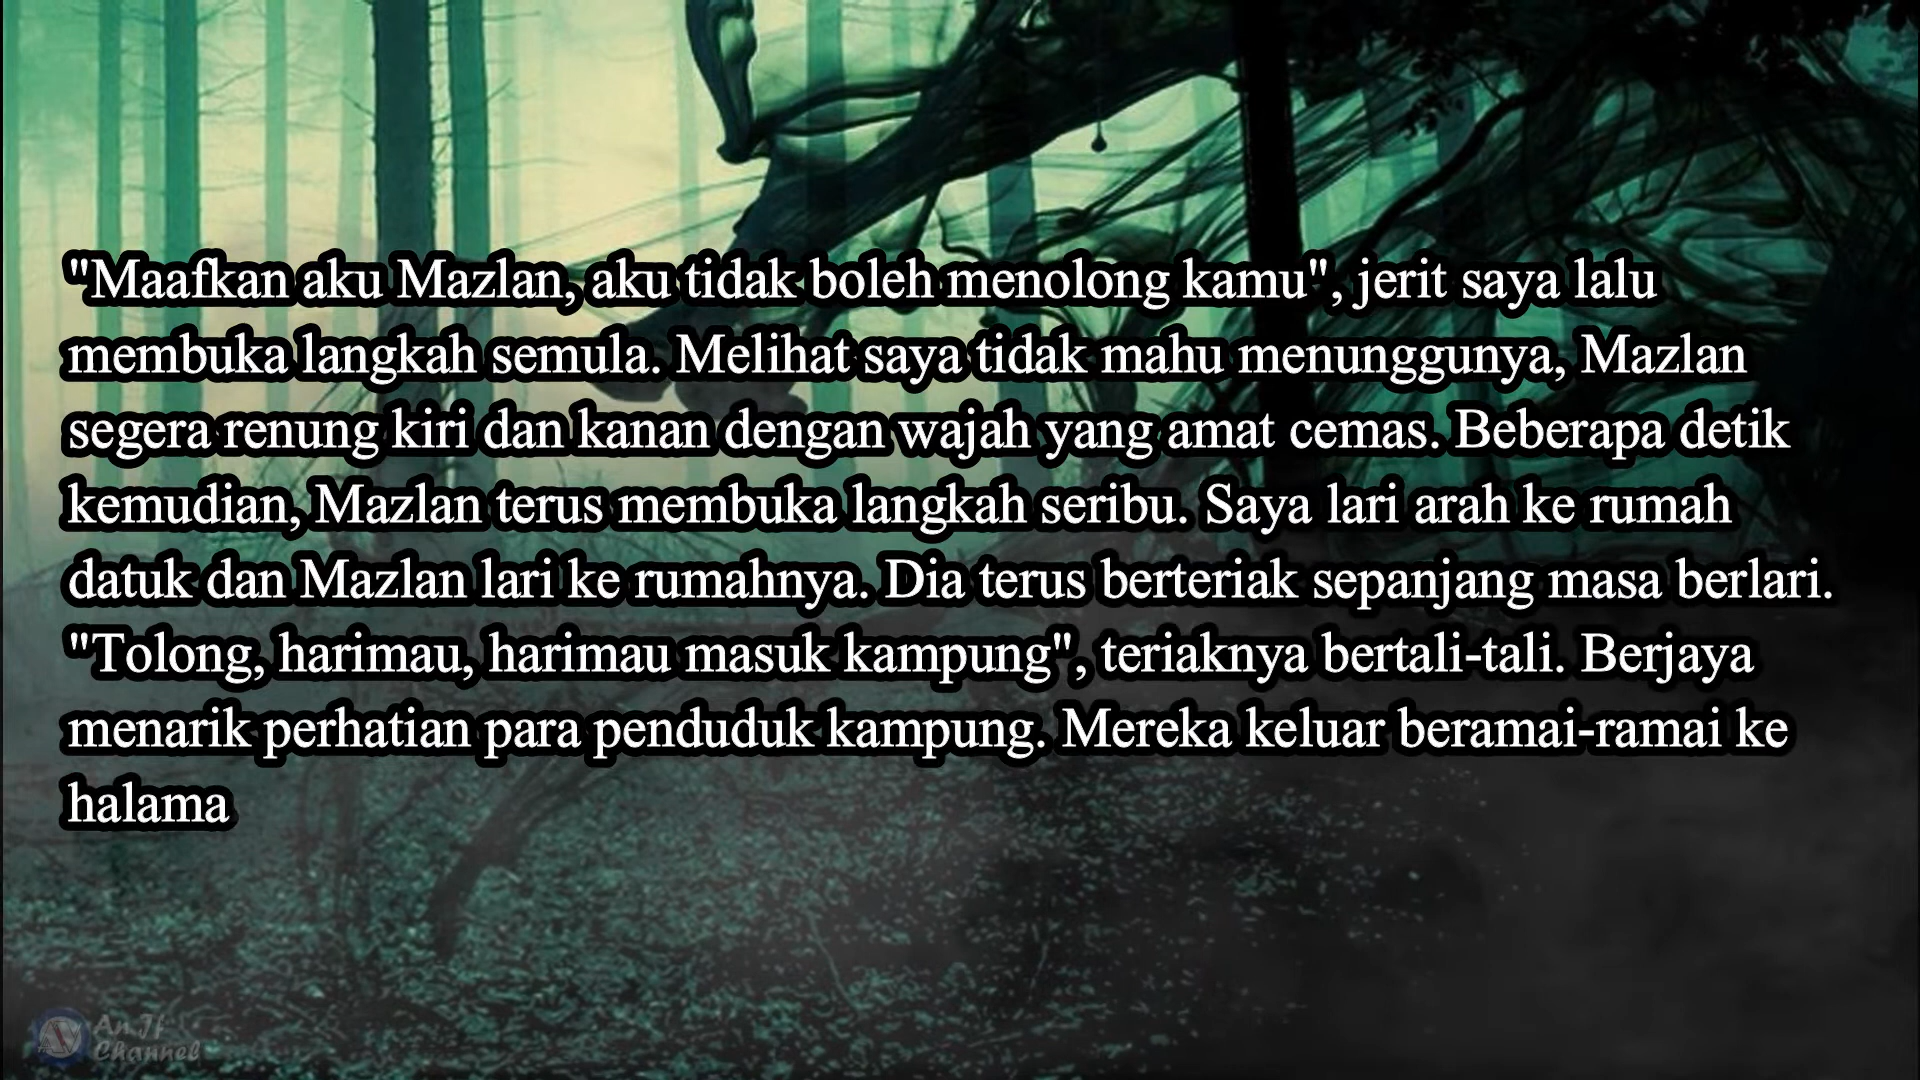 "Maafkan aku Mazlan, aku tidak boleh menolong kamu", jerit saya lalu
membuka langkah semula. Melihat saya tidak mahu menunggunya, Mazlan
segera renung kiri dan kanan dengan wajah yang amat cemas. Beberapa detik
kemudian, Mazlan terus membuka langkah seribu. Saya lari arah ke rumah
datuk dan Mazlan lari ke rumahnya. Dia terus berteriak sepanjang masa berlari.
"Tolong, harimau, harimau masuk kampung", teriaknya bertali-tali. Berjaya
menarik perhatian para penduduk kampung. Mereka keluar beramai-ramai ke
halama
An Jf
Channel